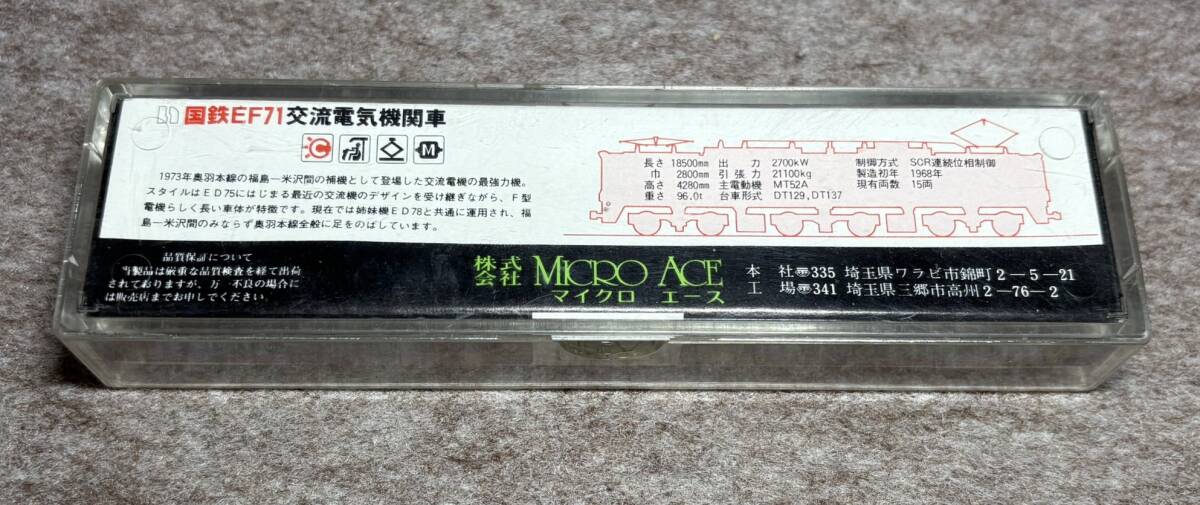 国鉄EF71交流電気機関車
C
M
1973年奥羽本線の福島ー米沢間の補機として登場した交流電機の最強力機。
スタイルはED75にはじまる最近の交流機のデザインを受け継ぎながら、F型
電機らしく長い車体が特徴です。現在では姉妹機ED78と共通に運用され、福
島ー米沢間のみならず奥羽本線全般に足をのばしています。
長さ 18500mm 出力 2700kW 制御方式 SCR連続位相制御
巾 2800mm 引張力 21100kg 製造初年 1968年
高さ 4280mm 主電動機 MT52A 現有両数 15両
重さ 96.0t 台車形式 DT129,DT137
品質保証について
当製品は厳重な品質検査を経て出荷
されておりますが、万一不良の場合に
は販売店までお申しでください。
株式会社 MICRO ACE
マイクロ エース
本社〒335 埼玉県ワラビ市錦町2-5-21
工場〒341 埼玉県三郷市高州2-76-2